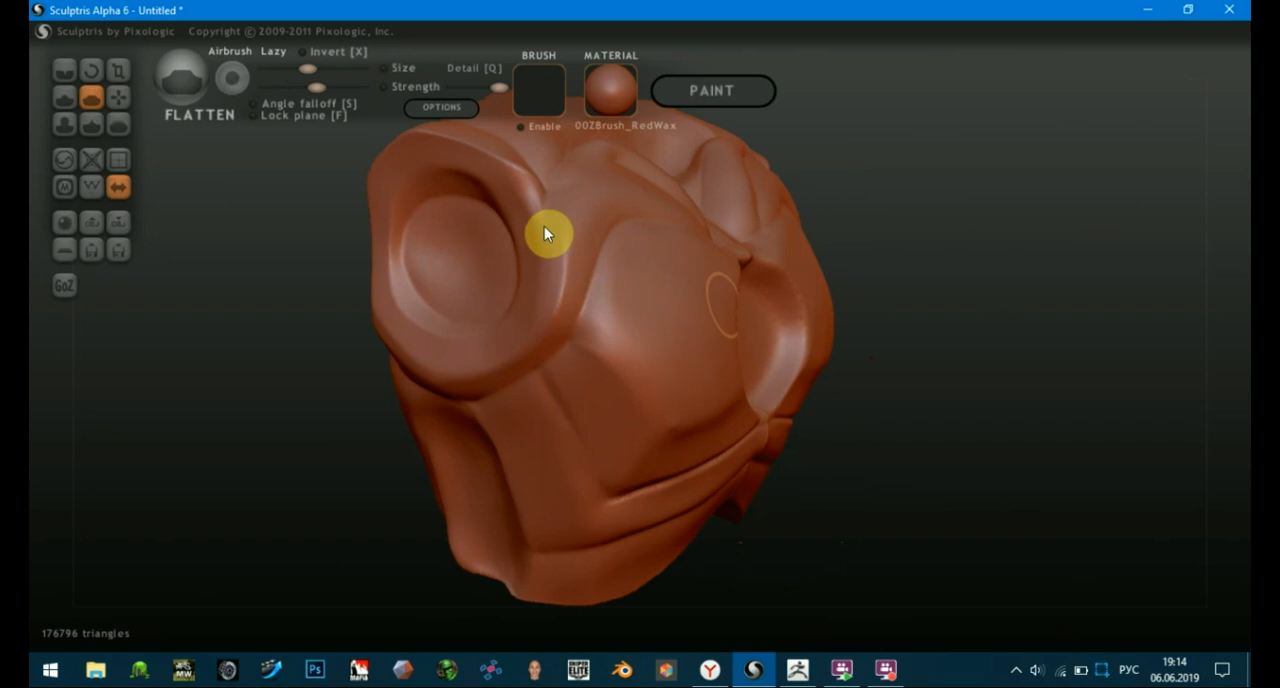 Sculptris Alpha 6 - Untitled *
Sculptris by Pixologic Copyright © 2009-2011 Pixologic, Inc.
Airbrush Lazy Invert [X]
BRUSH MATERIAL
Size Detail [Q]
Strength
PAINT
Angle falloff [S]
OPTIONS
FLATTEN Lock plane [F]
Enable 00ZBrush_RedWax
GoZ
176796 triangles
Ps
РУС
19:14
06.06.2019